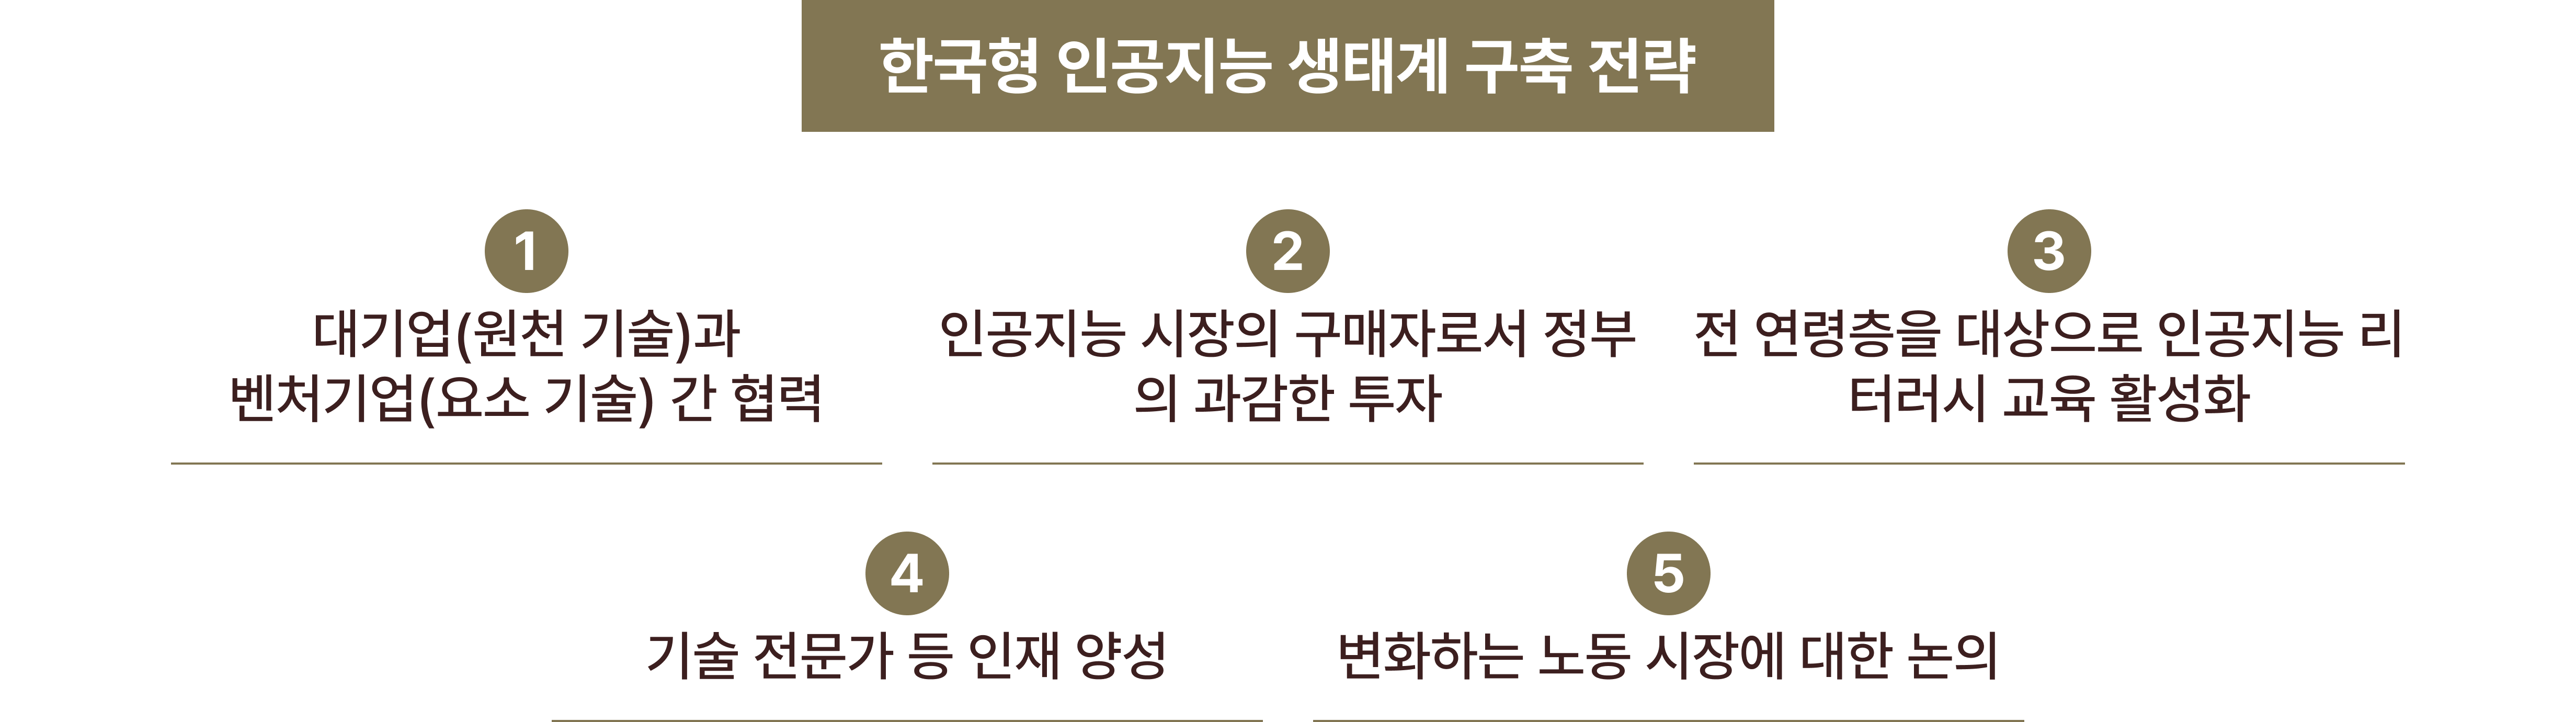 한국형 인공지능 생태계 구축 전략
1
대기업(원천 기술)과
벤처기업(요소 기술) 간 협력
2
인공지능 시장의 구매자로서 정부
의 과감한 투자
3
전 연령층을 대상으로 인공지능 리
터러시 교육 활성화
4
기술 전문가 등 인재 양성
5
변화하는 노동 시장에 대한 논의